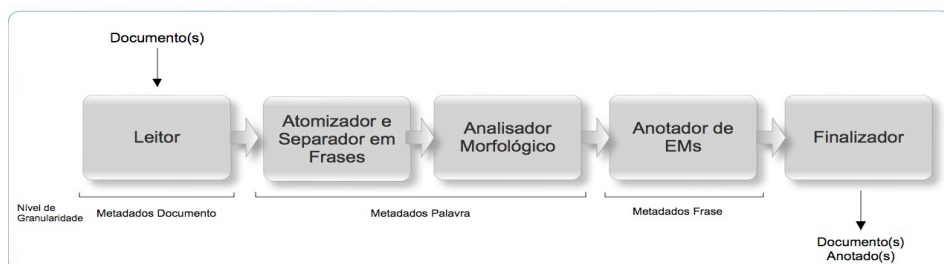 Documento(s)
Leitor
Atomizador e
Separador em
Frases
Analisador
Morfológico
Anotador de
EMs
Finalizador
Nível de
Granularidade
Metadados Documento
Metadados Palavra
Metadados Frase
Documento(s)
Anotado(s)